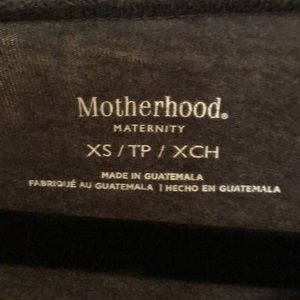 Motherhood®
MATERNITY
XS / TP / XCH
MADE IN GUATEMALA
FABRIQUÉ AU GUATEMALA | HECHO EN GUATEMALA